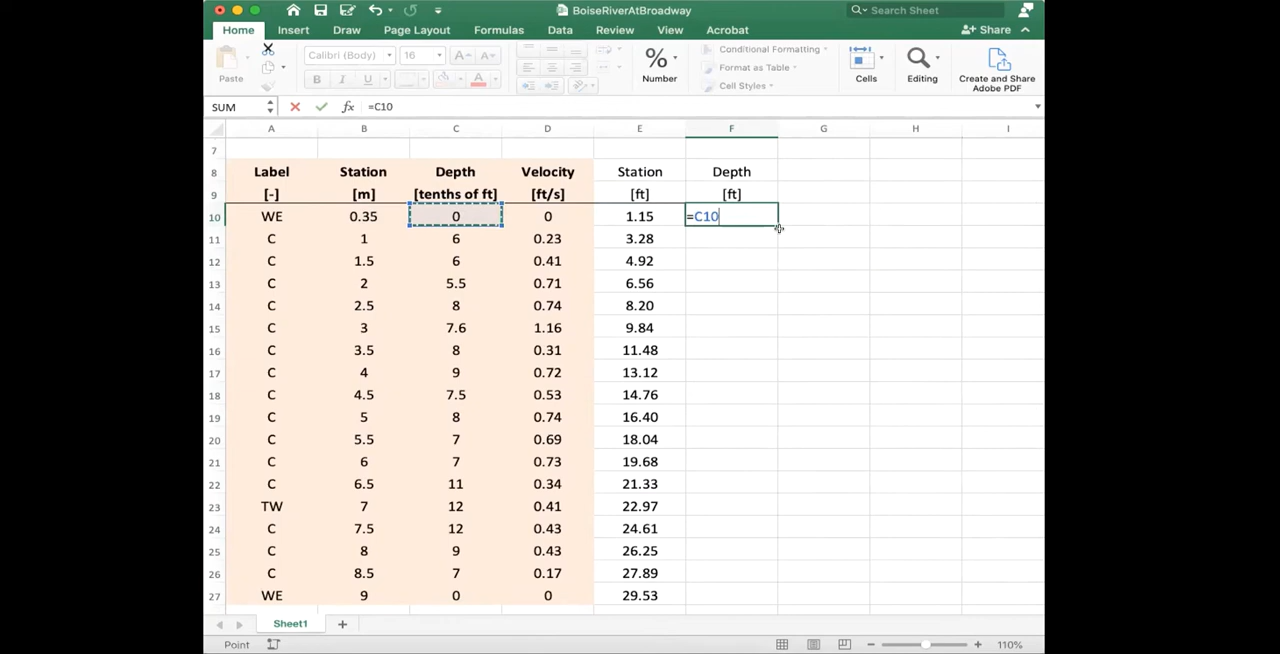 BoiseRiverAtBroadway
Search Sheet
Home Insert Draw Page Layout Formulas Data Review View Acrobat Share
Paste Calibri (Body) 16 A A Conditional Formatting
B I U A Format as Table
Cell Styles
% Number Cells Editing Create and Share Adobe PDF
SUM fx =C10
A B C D E F G H I
7
8 Label Station Depth Velocity Station Depth
9 [-] [m] [tenths of ft] [ft/s] [ft] [ft]
10 WE 0.35 0 0 1.15 =C10
11 C 1 6 0.23 3.28
12 C 1.5 6 0.41 4.92
13 C 2 5.5 0.71 6.56
14 C 2.5 8 0.74 8.20
15 C 3 7.6 1.16 9.84
16 C 3.5 8 0.31 11.48
17 C 4 9 0.72 13.12
18 C 4.5 7.5 0.53 14.76
19 C 5 8 0.74 16.40
20 C 5.5 7 0.69 18.04
21 C 6 7 0.73 19.68
22 C 6.5 11 0.34 21.33
23 TW 7 12 0.41 22.97
24 C 7.5 12 0.43 24.61
25 C 8 9 0.43 26.25
26 C 8.5 7 0.17 27.89
27 WE 9 0 0 29.53
Sheet1 +
Point 110%